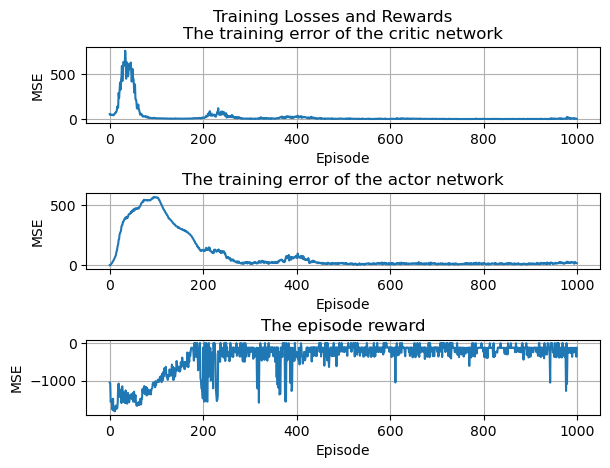 Training Losses and Rewards
The training error of the critic network
500
0
MSE
0 200 400 600 800 1000
Episode
The training error of the actor network
500
0
MSE
0 200 400 600 800 1000
Episode
The episode reward
0
−1000
MSE
0 200 400 600 800 1000
Episode